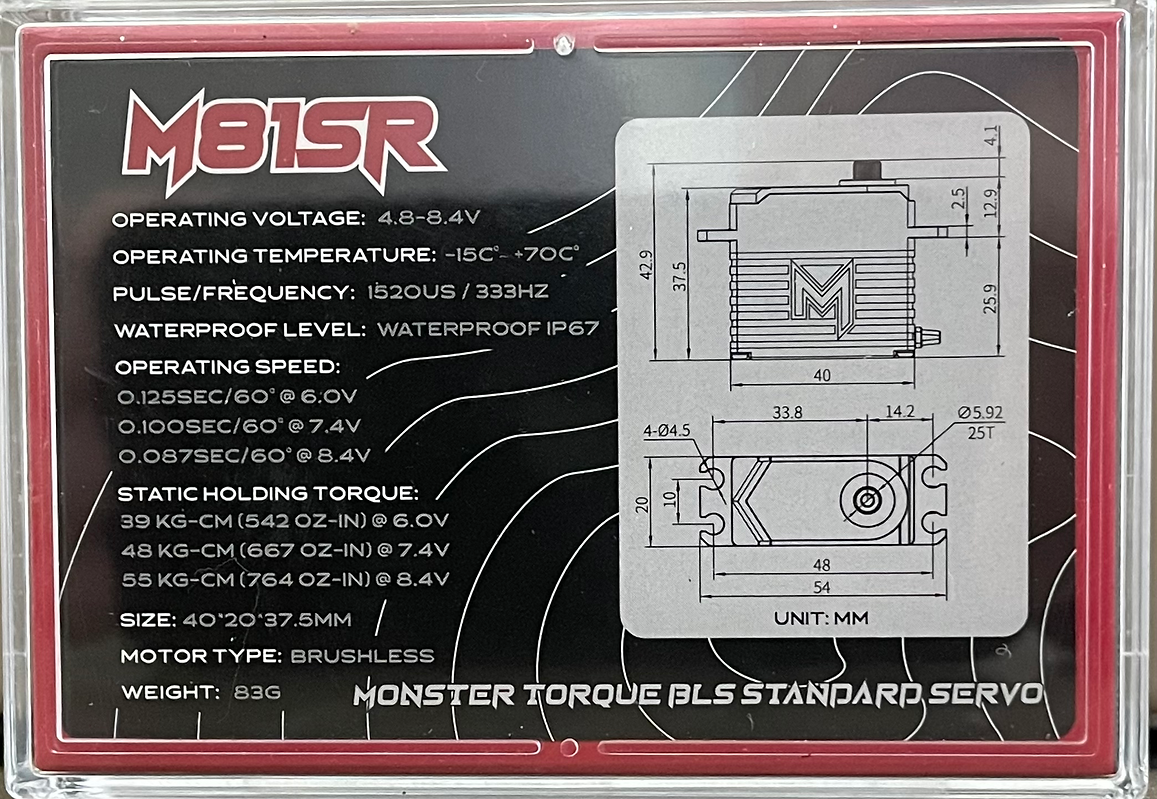 M81SR
OPERATING VOLTAGE: 4.8-8.4V
OPERATING TEMPERATURE: -15C°~+70C°
PULSE/FREQUENCY: 1520US / 333HZ
WATERPROOF LEVEL: WATERPROOF IP67
OPERATING SPEED:
0.125SEC/60°@ 6.0V
0.100SEC/60°@ 7.4V
0.087SEC/60°@ 8.4V
STATIC HOLDING TORQUE:
39 KG-CM (542 OZ-IN) @ 6.0V
48 KG-CM (667 OZ-IN) @ 7.4V
55 KG-CM (764 OZ-IN) @ 8.4V
SIZE: 40*20*37.5MM
MOTOR TYPE: BRUSHLESS
WEIGHT: 83G
4.1
2.5
12.9
42.9
37.5
M
25.9
40
33.8
14.2
Ø5.92
25T
4-Ø4.5
20
10
48
54
UNIT: MM
MONSTER TORQUE BLS STANDARD SERVO